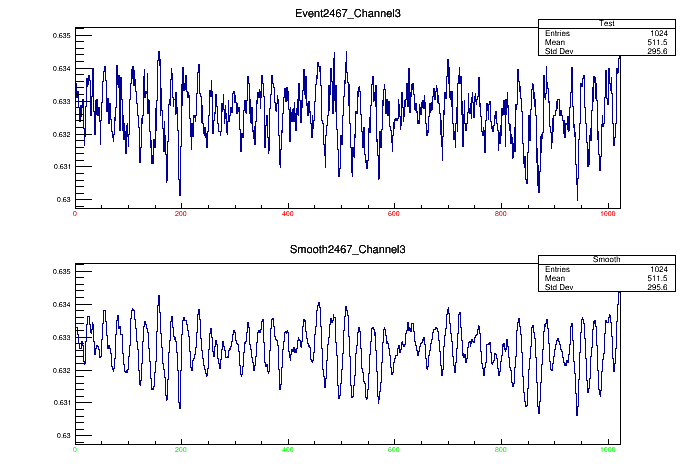 Event2467_Channel3
Test
Entries 1024
Mean 511.5
Std Dev 295.6
0.635
0.634
0.633
0.632
0.631
0.63
0 200 400 600 800 1000
Smooth2467_Channel3
Smooth
Entries 1024
Mean 511.5
Std Dev 295.6
0.635
0.634
0.633
0.632
0.631
0.63
0 200 400 600 800 1000